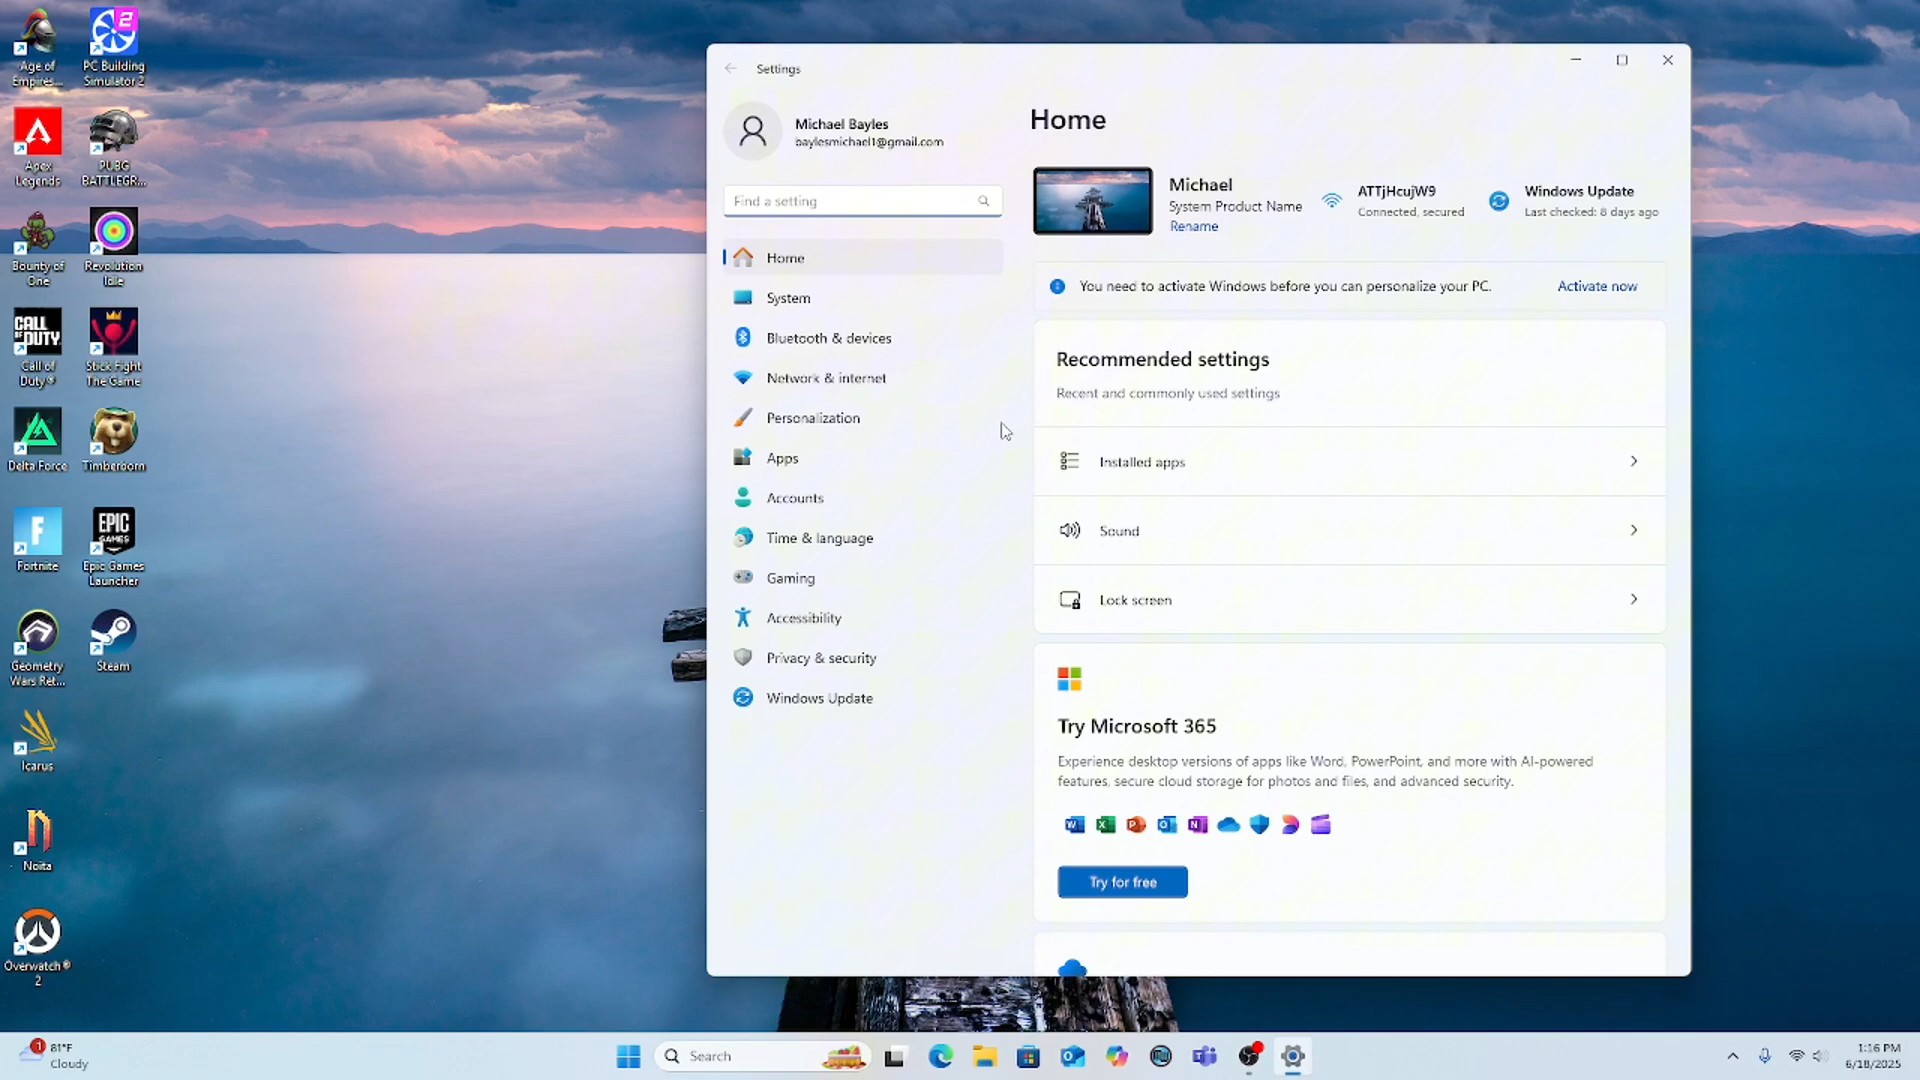 Age of
Empires...
PC Building
Simulator 2
Apex
Legends
PUBG
BATTLEGR...
Bounty of
One
Revolution
Idle
CALL
OF DUTY
Call of
Duty®
Stick Fight
The Game
Delta Force
Timberborn
Fortnite
EPIC
GAMES
Epic Games
Launcher
Geometry
Wars Ret...
Steam
Icarus
Noita
Overwatch®
2
Settings
Michael Bayles
baylesmichael1@gmail.com
Find a setting
Home
System
Bluetooth & devices
Network & internet
Personalization
Apps
Accounts
Time & language
Gaming
Accessibility
Privacy & security
Windows Update
Home
Michael
System Product Name
Rename
ATTjHcujW9
Connected, secured
Windows Update
Last checked: 8 days ago
You need to activate Windows before you can personalize your PC.
Activate now
Recommended settings
Recent and commonly used settings
Installed apps
Sound
Lock screen
Try Microsoft 365
Experience desktop versions of apps like Word, PowerPoint, and more with AI-powered
features, secure cloud storage for photos and files, and advanced security.
Try for free
1
81°F
Cloudy
Search
1:16 PM
6/18/2025